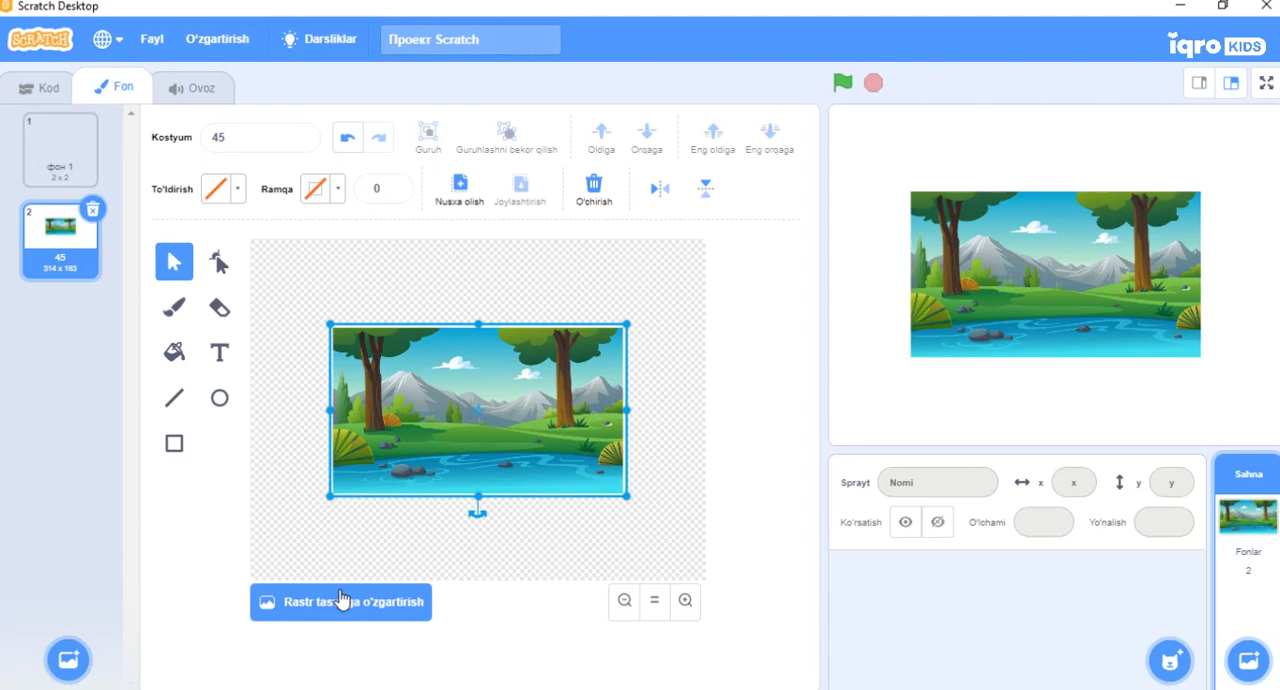 Scratch Desktop
SCRATCH Fayl O'zgartirish Darsliklar Проект Scratch iqro KIDS
Kod Fon Ovoz
Kostyum 45 Guruh Guruhlashni bekor qilish Oldiga Orqaga Eng oldiga Eng orqaga
To'ldirish Ramqa 0 Nusxa olish Joylashtirish O'chirish
1
фон 1
2 x 2
2
45
314 x 183
T
Rastr o'zgartirish
Sprayt Nomi x x y y
Ko'rsatish O'lchami Yo'nalish
Sahna
Fonlar
2